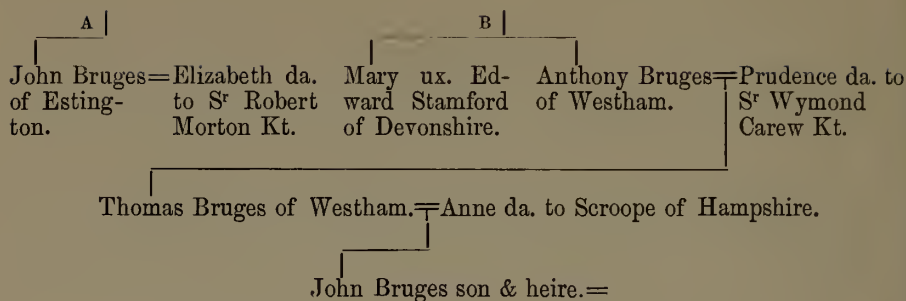 A B
John Bruges=Elizabeth da. Mary ux. Ed- Anthony Bruges=Prudence da. to
of Esting- to Sʳ Robert ward Stamford of Westham. Sʳ Wymond
ton. Morton Kt. of Devonshire. Carew Kt.
Thomas Bruges of Westham.=Anne da. to Scroope of Hampshire.
John Bruges son & heire.=